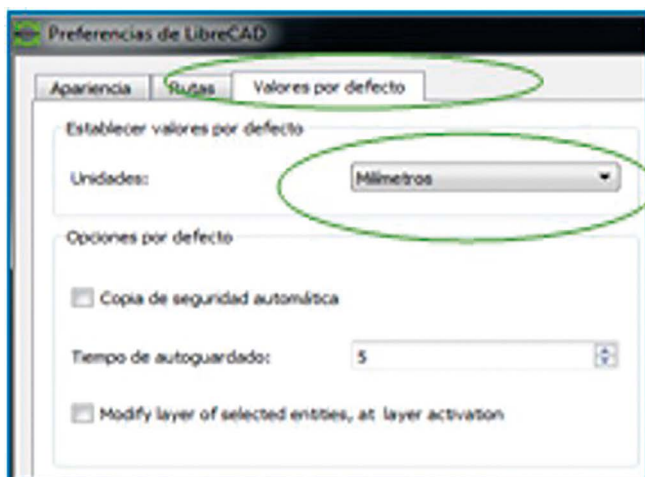 Preferencias de LibreCAD
Apariencia Rutas Valores por defecto
Establecer valores por defecto
Unidades: Milímetros
Opciones por defecto
Copia de seguridad automática
Tiempo de autoguardado: 5
Modify layer of selected entities, at layer activation